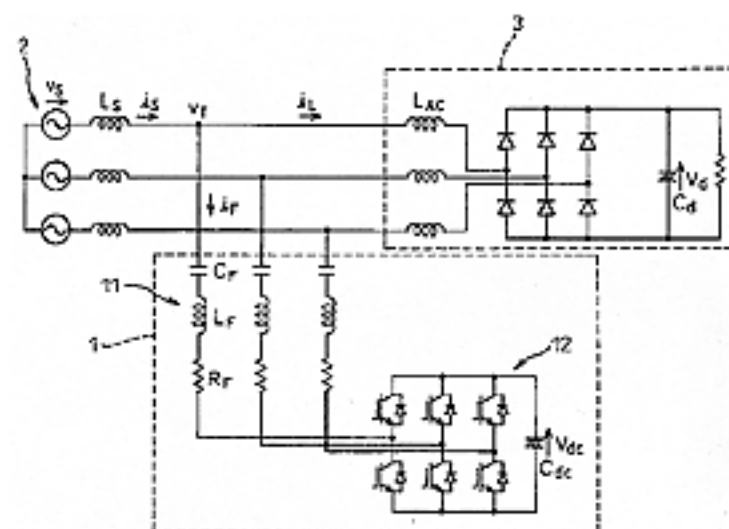 3
2
vS
LS
iS
vF
iL
LAC
Vd
Cd
iF
CF
11
LF
1
12
RF
Vdc
Cdc